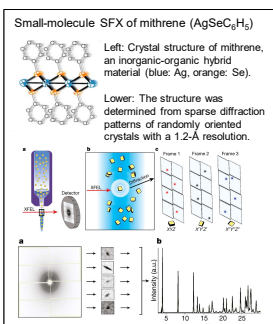 Small-molecule SFX of mithrene (AgSeC6H5)
Left: Crystal structure of mithrene,
an inorganic-organic hybrid
material (blue: Ag, orange: Se).
Lower: The structure was
determined from sparse diffraction
patterns of randomly oriented
crystals with a 1.2-Å resolution.
a
b
c
Frame 1
Frame 2
Frame 3
Detector
XFEL
XFEL
XYZ
X'Y'Z'
X"Y"Z"
a
b
Intensity (a.u.)
5
10
15
20
25